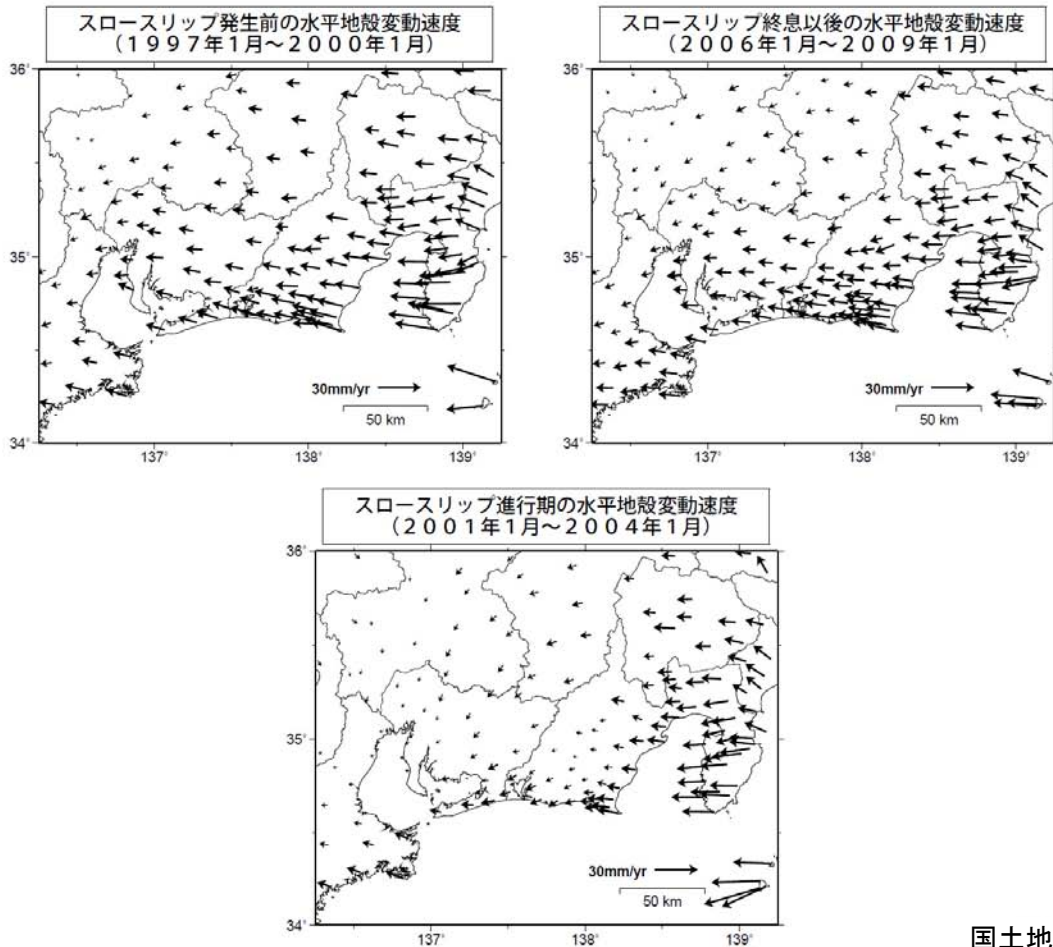 スロースリップ発生前の水平地殻変動速度
（１９９７年１月～２０００年１月）
36˚
35˚
34˚
30mm/yr
50 km
137˚
138˚
139˚
スロースリップ終息以後の水平地殻変動速度
（２００６年１月～２００９年１月）
36˚
35˚
34˚
30mm/yr
50 km
137˚
138˚
139˚
スロースリップ進行期の水平地殻変動速度
（２００１年１月～２００４年１月）
36˚
35˚
34˚
30mm/yr
50 km
137˚
138˚
139˚
国土地